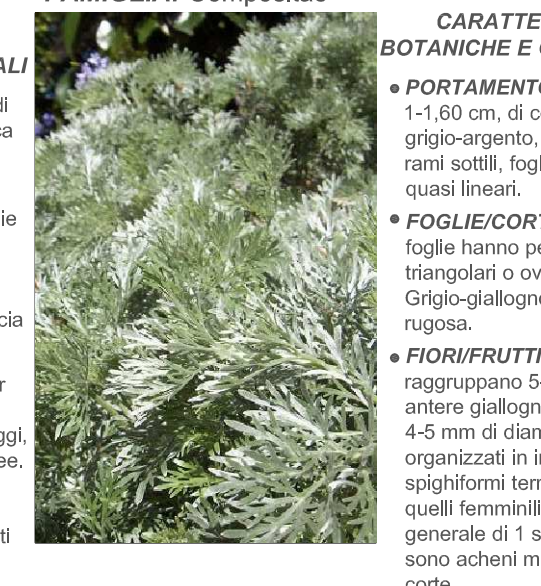 FAMIGLIA: Compositae
ALI
di
ca
ie
cia
r
ggi,
ee.
ti
CARATTE
BOTANICHE E
PORTAMENTO
1-1,60 cm, di c
grigio-argento,
rami sottili, fogl
quasi lineari.
FOGLIE/CORT
foglie hanno pe
triangolari o ov
Grigio-giallogne
rugosa.
FIORI/FRUTTI
raggruppano 5-
antere giallogn
4-5 mm di diam
organizzati in in
spighiformi term
quelli femminili
generale di 1 s
sono acheni m
corte